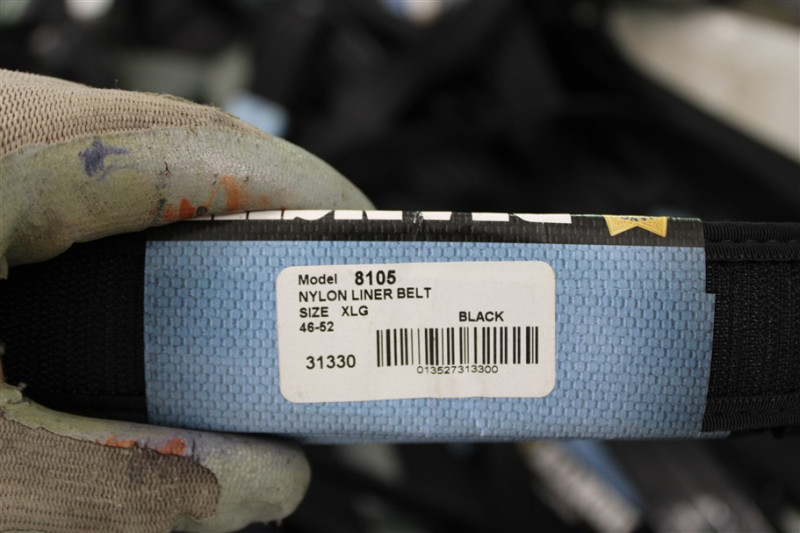 Model 8105
NYLON LINER BELT
SIZE XLG
46-52
BLACK
31330
013527313300